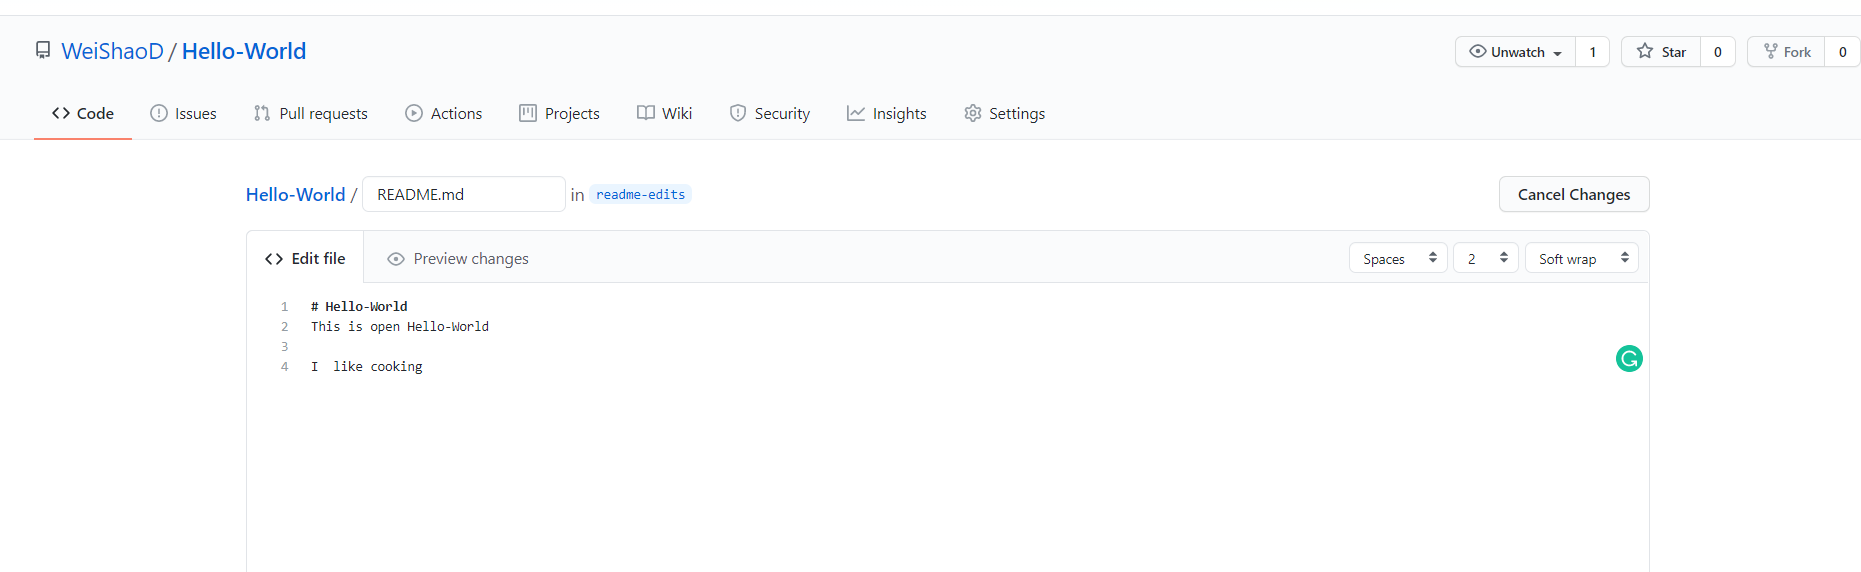 WeiShaoD / Hello-World
Unwatch 1 Star 0 Fork 0
Code Issues Pull requests Actions Projects Wiki Security Insights Settings
Hello-World / README.md in readme-edits Cancel Changes
Edit file Preview changes Spaces 2 Soft wrap
1 # Hello-World
2 This is open Hello-World
3
4 I  like cooking